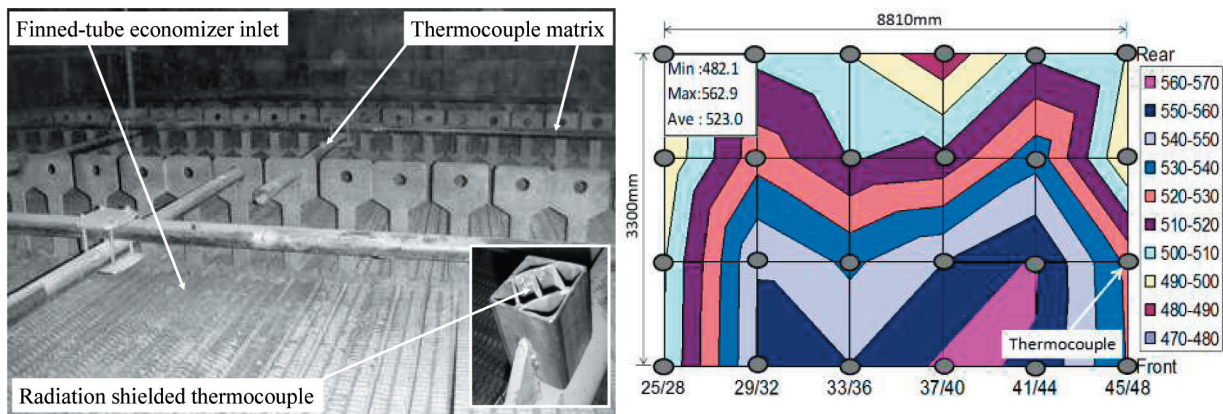 Finned-tube economizer inlet
Thermocouple matrix
Radiation shielded thermocouple
8810mm
3300mm
Rear
Min :482.1
Max:562.9
Ave : 523.0
560-570
550-560
540-550
530-540
520-530
510-520
500-510
490-500
480-490
470-480
Thermocouple
Front
25/28 29/32 33/36 37/40 41/44 45/48